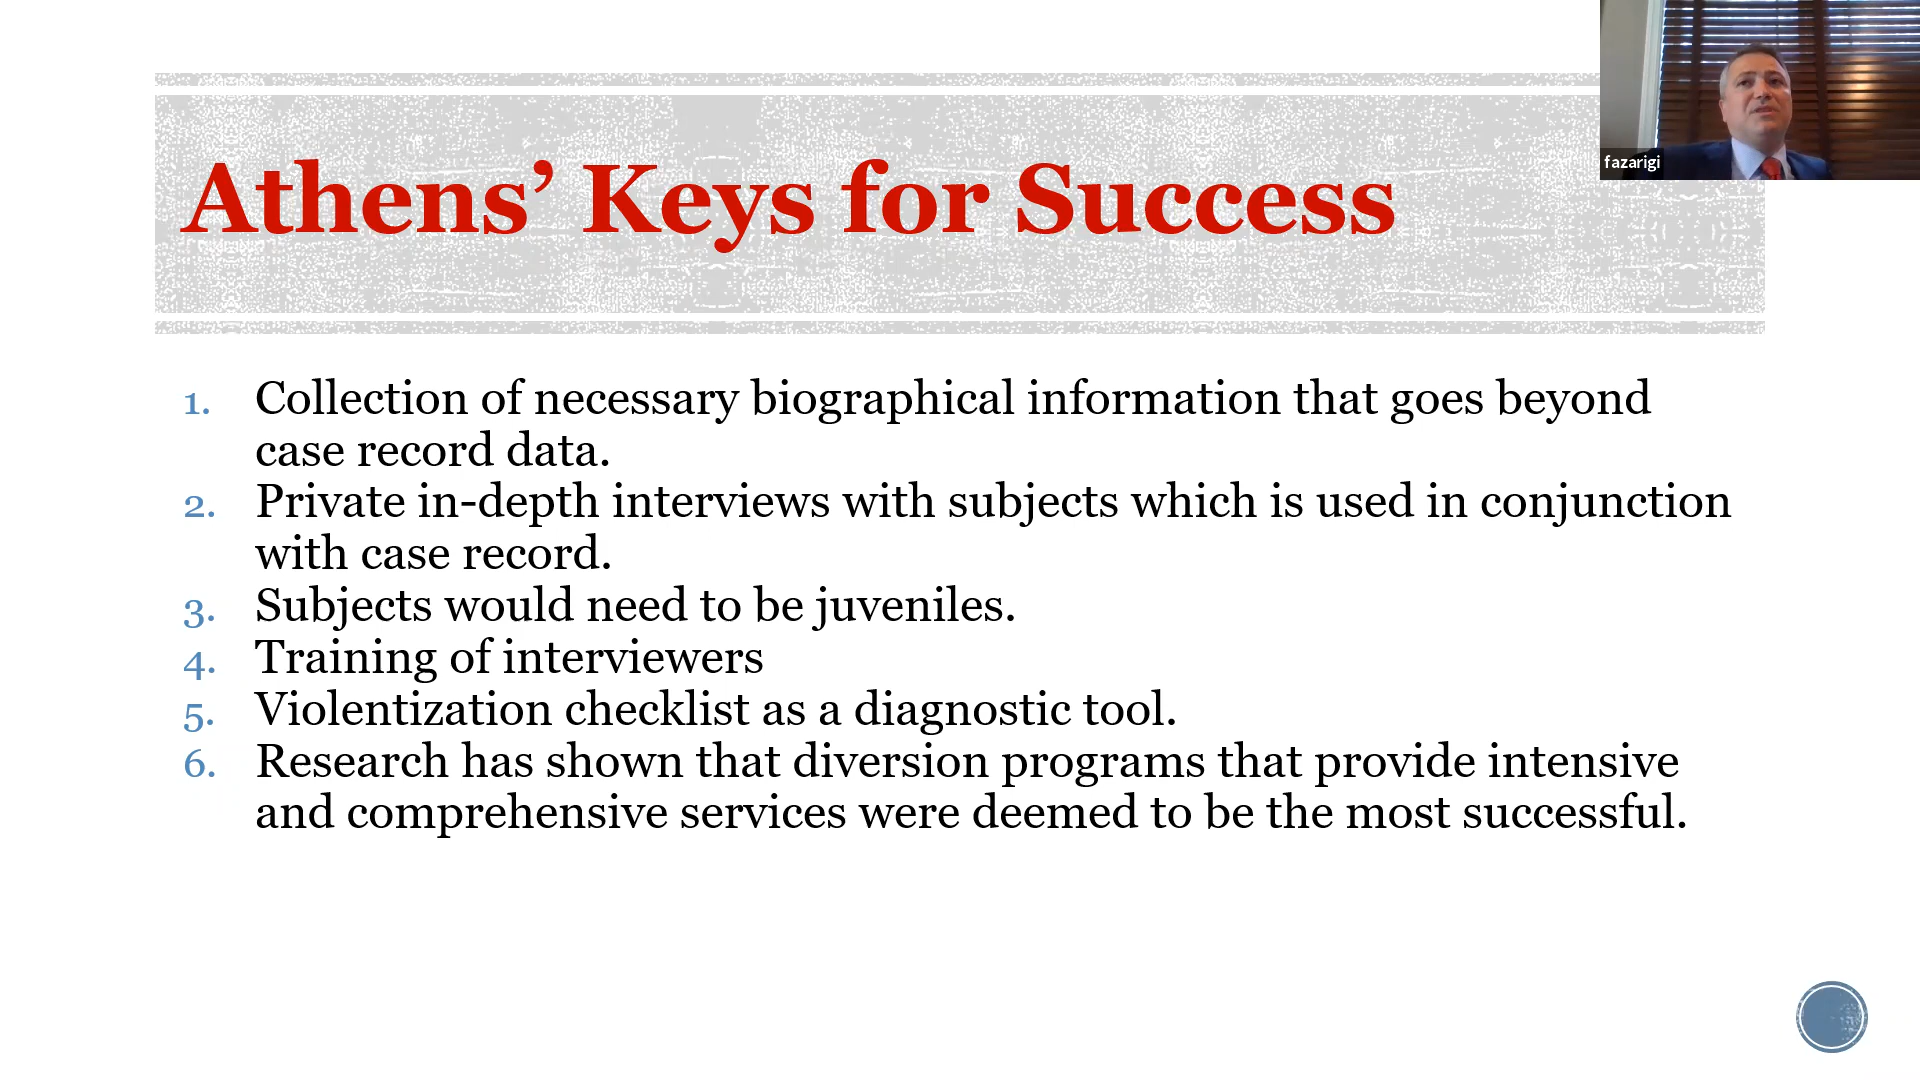 fazarigi
Athens’ Keys for Success
1. Collection of necessary biographical information that goes beyond
case record data.
2. Private in-depth interviews with subjects which is used in conjunction
with case record.
3. Subjects would need to be juveniles.
4. Training of interviewers
5. Violentization checklist as a diagnostic tool.
6. Research has shown that diversion programs that provide intensive
and comprehensive services were deemed to be the most successful.